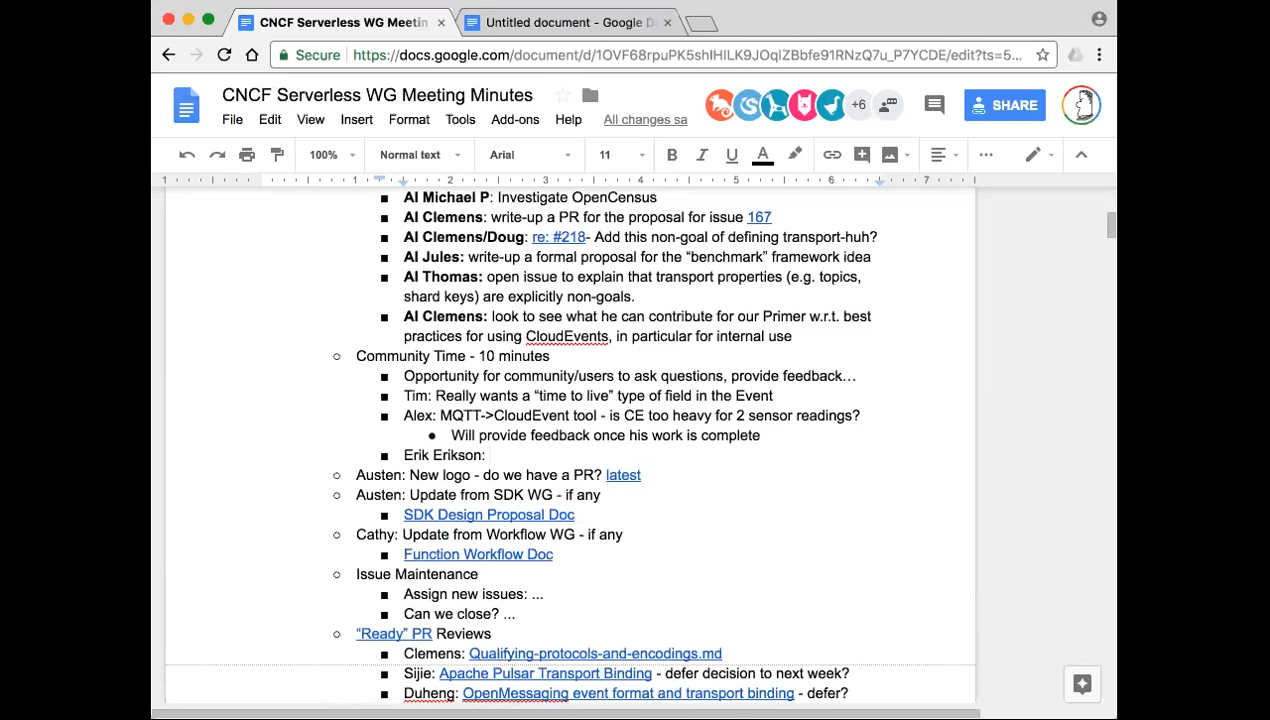 CNCF Serverless WG Meetin
Untitled document - Google D
Secure https://docs.google.com/document/d/1OVF68rpuPK5shIHILK9JOqlZBbfe91RNzQ7u_P7YCDE/edit?ts=5...
CNCF Serverless WG Meeting Minutes
+6
SHARE
File Edit View Insert Format Tools Add-ons Help All changes sa
100% Normal text Arial 11 B I U A
1 1 2 3 4 5 6 7
AI Michael P: Investigate OpenCensus
AI Clemens: write-up a PR for the proposal for issue 167
AI Clemens/Doug: re: #218- Add this non-goal of defining transport-huh?
AI Jules: write-up a formal proposal for the “benchmark” framework idea
AI Thomas: open issue to explain that transport properties (e.g. topics,
shard keys) are explicitly non-goals.
AI Clemens: look to see what he can contribute for our Primer w.r.t. best
practices for using CloudEvents, in particular for internal use
Community Time - 10 minutes
Opportunity for community/users to ask questions, provide feedback…
Tim: Really wants a “time to live” type of field in the Event
Alex: MQTT->CloudEvent tool - is CE too heavy for 2 sensor readings?
Will provide feedback once his work is complete
Erik Erikson:
Austen: New logo - do we have a PR? latest
Austen: Update from SDK WG - if any
SDK Design Proposal Doc
Cathy: Update from Workflow WG - if any
Function Workflow Doc
Issue Maintenance
Assign new issues: ...
Can we close? ...
“Ready” PR Reviews
Clemens: Qualifying-protocols-and-encodings.md
Sijie: Apache Pulsar Transport Binding - defer decision to next week?
Duheng: OpenMessaging event format and transport binding - defer?